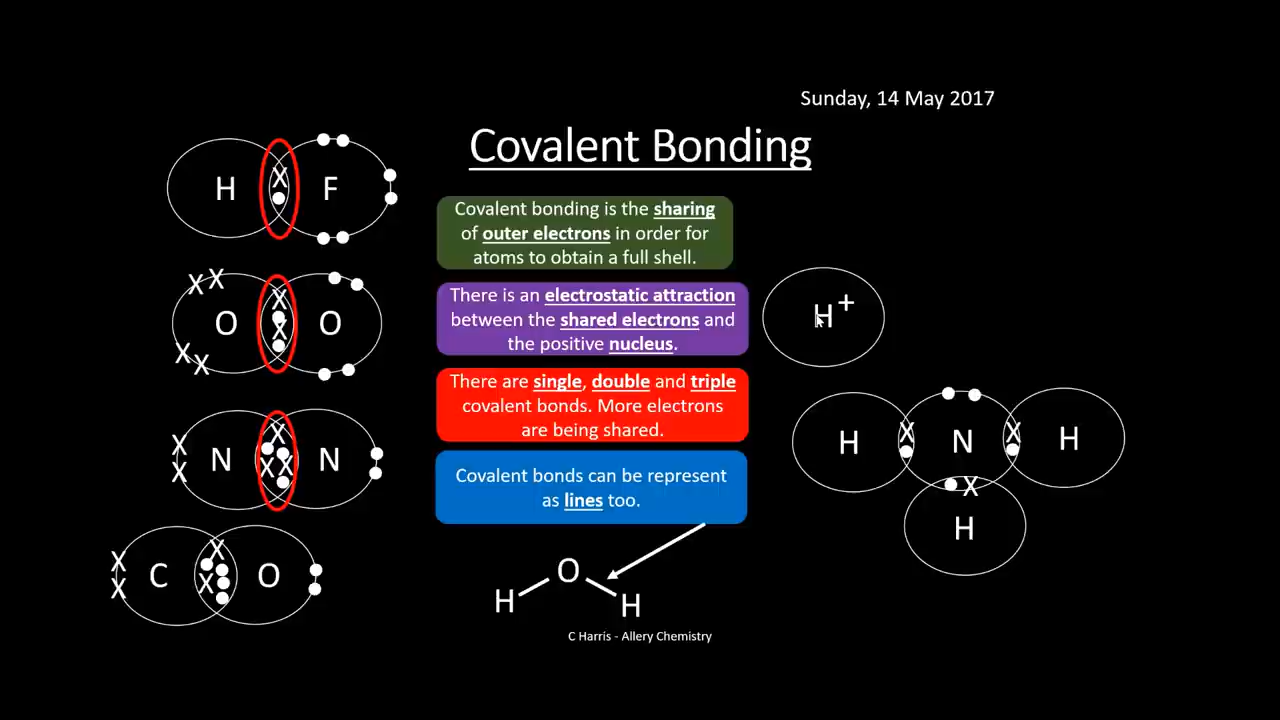 Sunday, 14 May 2017
Covalent Bonding
H X F
Covalent bonding is the sharing
of outer electrons in order for
atoms to obtain a full shell.
X X X
O X O
X X
There is an electrostatic attraction
between the shared electrons and
the positive nucleus.
H +
There are single, double and triple
covalent bonds. More electrons
are being shared.
X X
N X X N
X
H X N X H
X
H
Covalent bonds can be represent
as lines too.
X X
C X O
X
O
H H
C Harris - Allery Chemistry